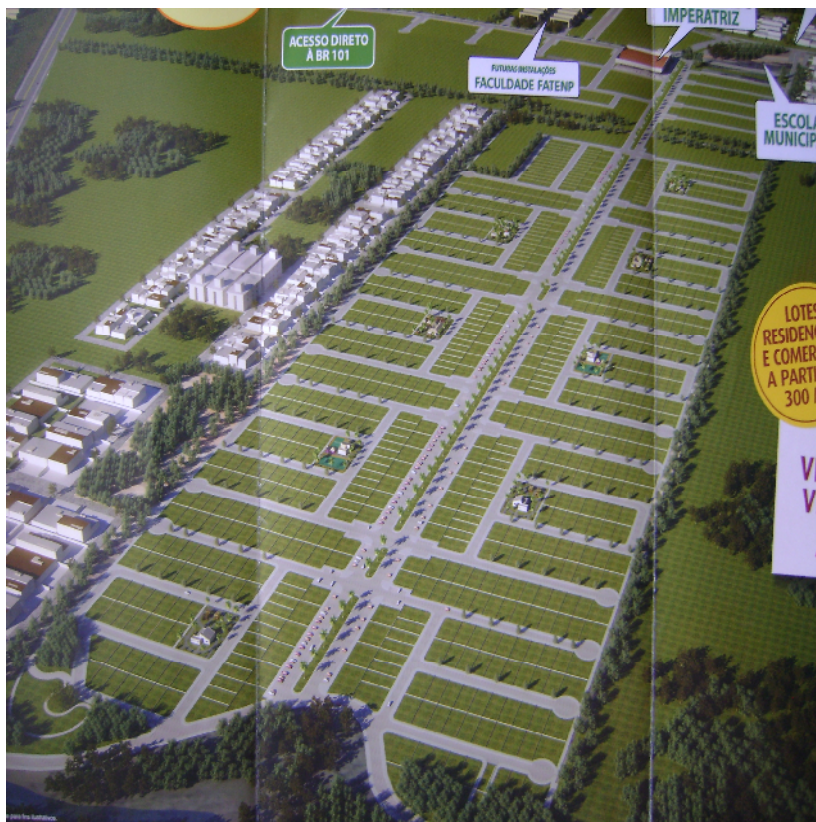 IMPERATRIZ
ACESSO DIRETO
À BR 101
FUTURAS INSTALAÇÕES
FACULDADE FATENP
ESCOLA
MUNICIP
LOTES
RESIDENC
E COMER
A PARTI
300